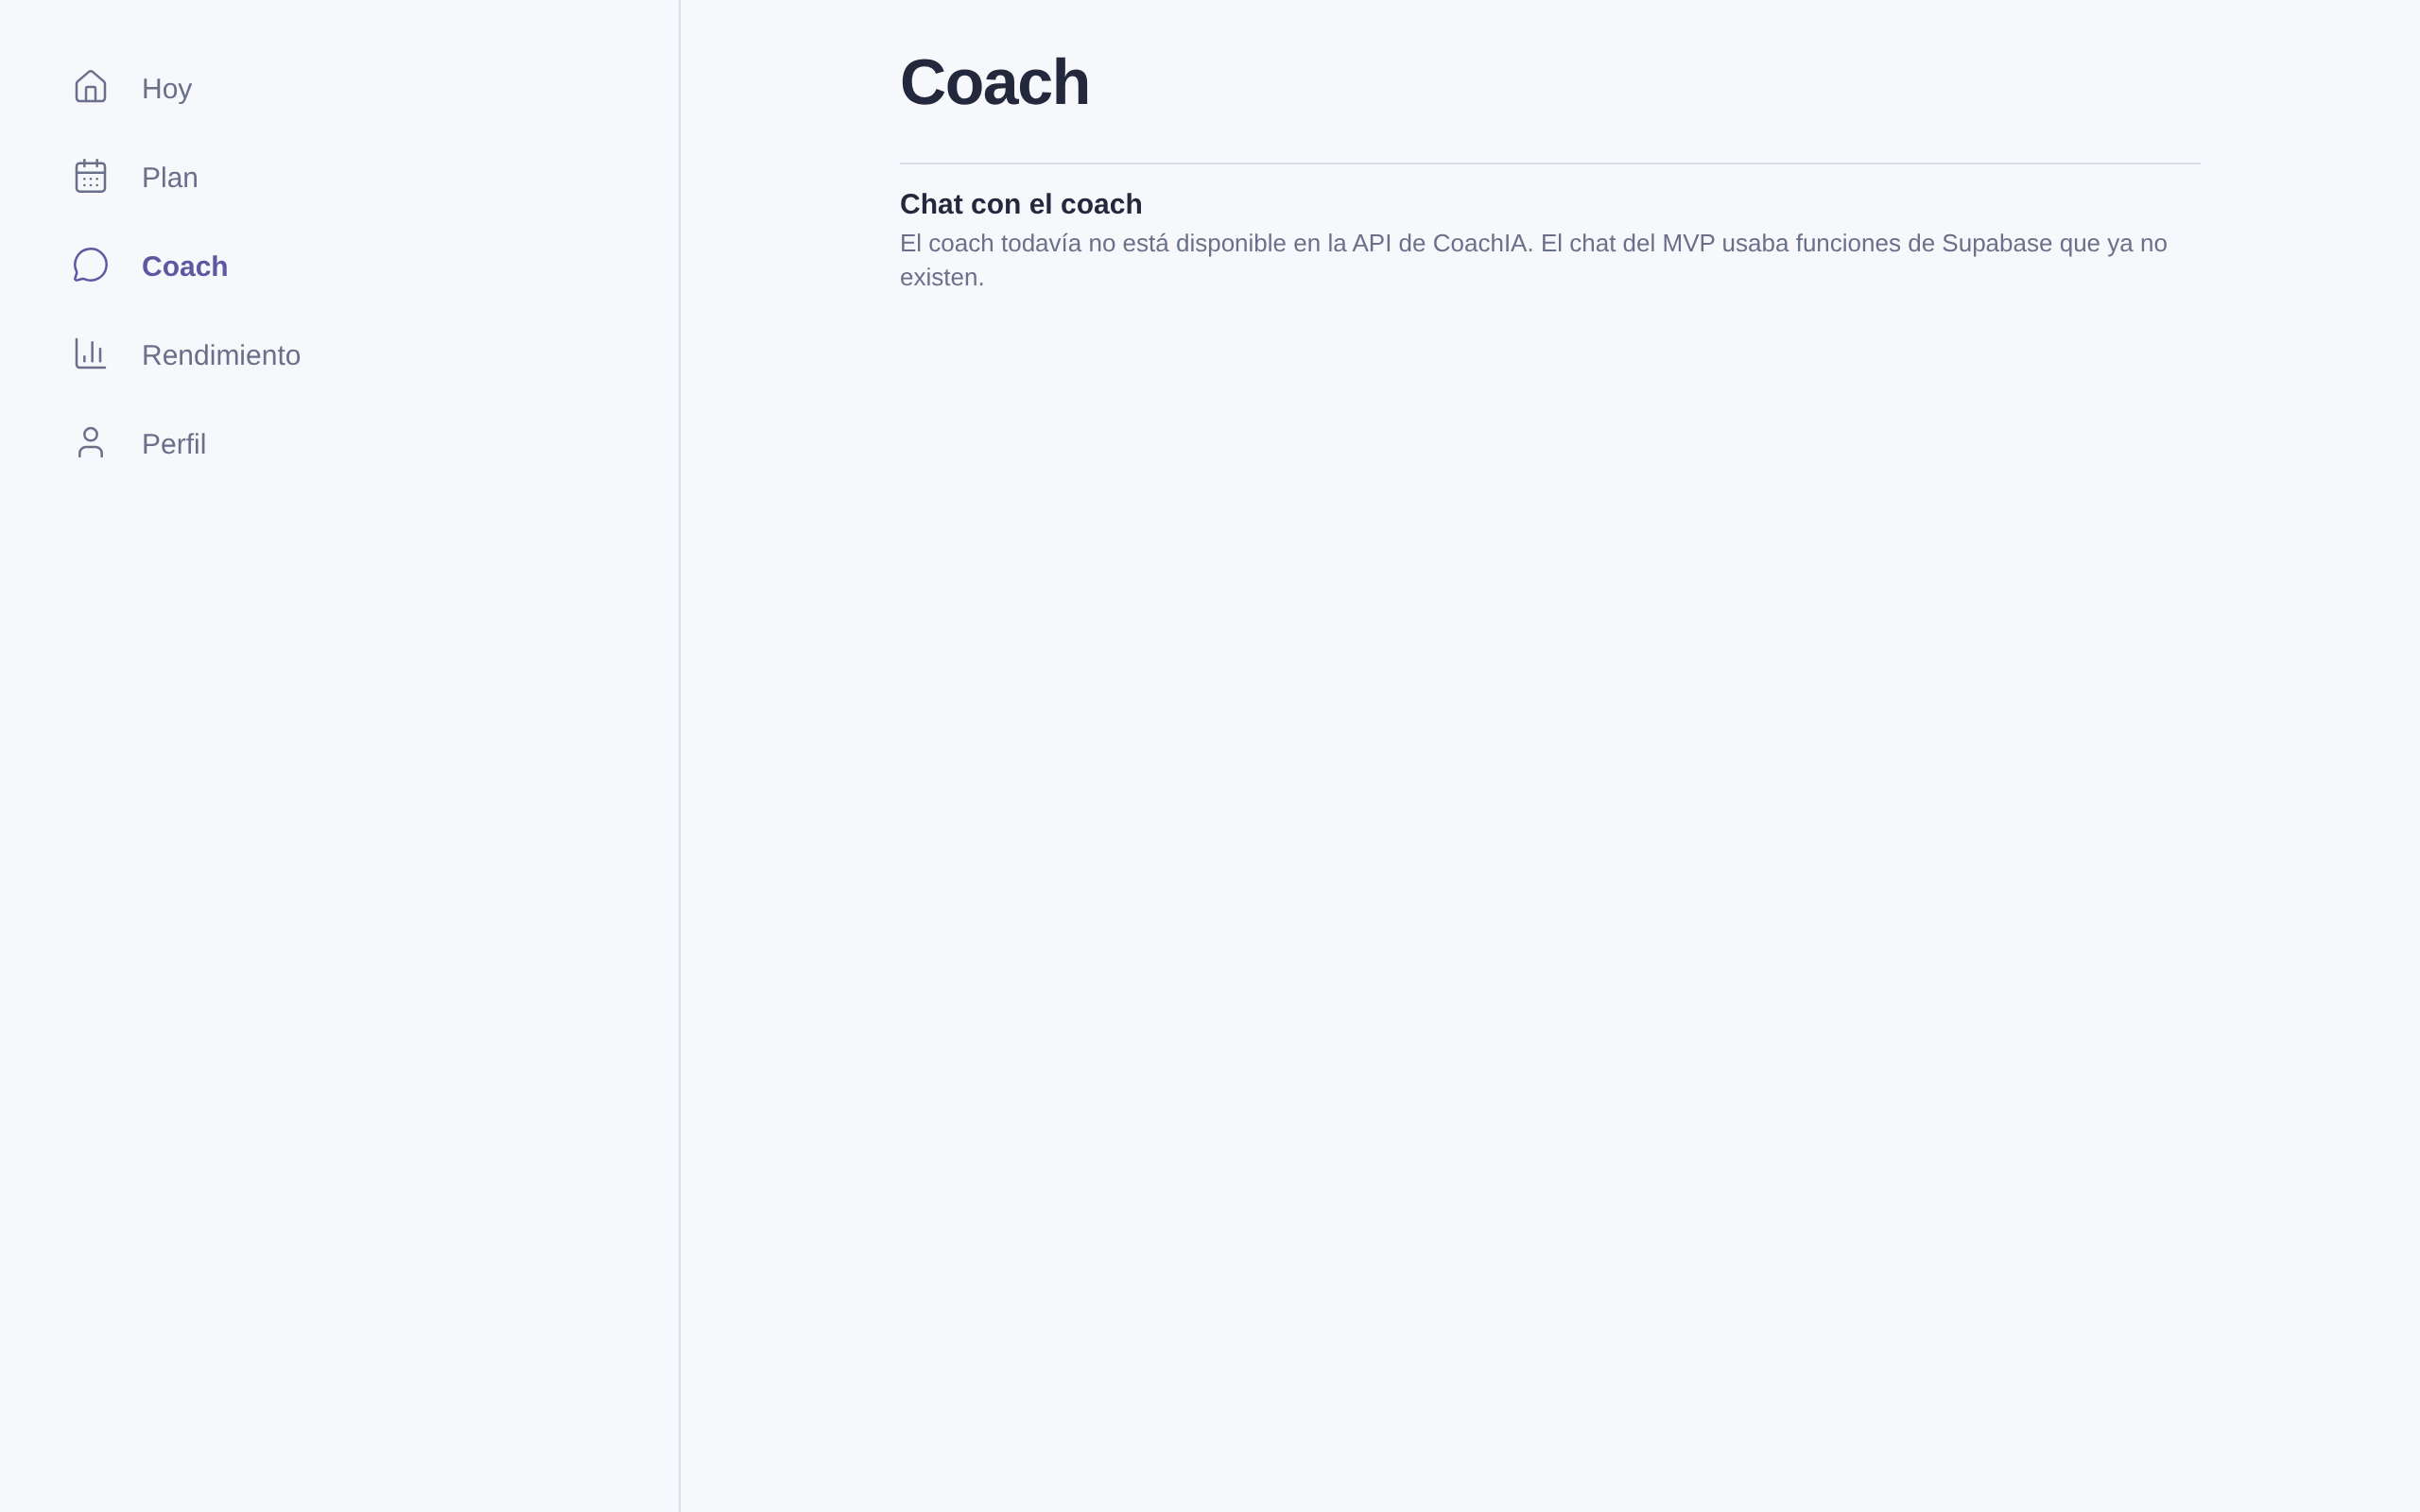 Hoy
Plan
Coach
Rendimiento
Perfil
Coach
Chat con el coach
El coach todavía no está disponible en la API de CoachIA. El chat del MVP usaba funciones de Supabase que ya no
existen.